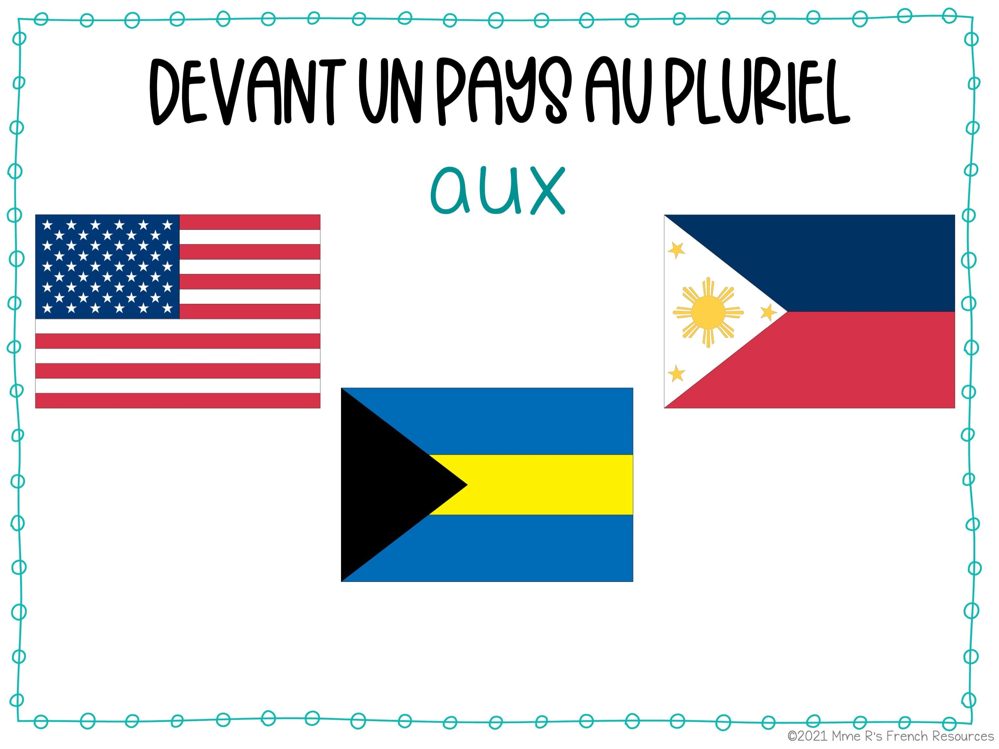 DEVANT UN PAYS AU PLURIEL
aux
©2021 Mme R's French Resources